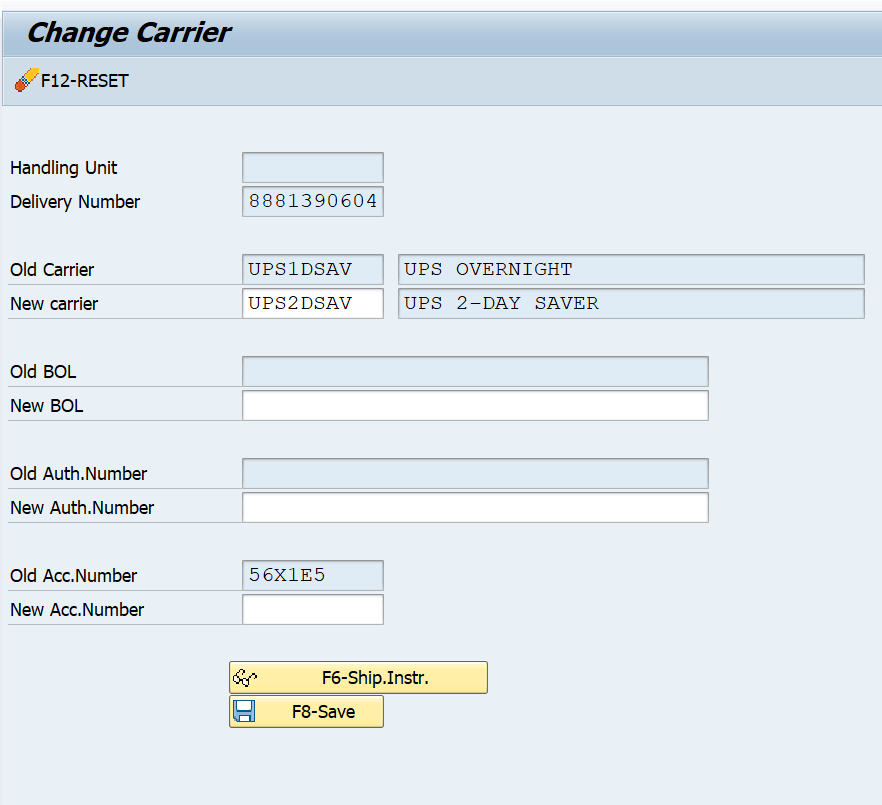 Change Carrier
F12-RESET
Handling Unit
Delivery Number 8881390604
Old Carrier UPS1DSAV UPS OVERNIGHT
New carrier UPS2DSAV UPS 2-DAY SAVER
Old BOL
New BOL
Old Auth.Number
New Auth.Number
Old Acc.Number 56X1E5
New Acc.Number
F6-Ship.Instr.
F8-Save